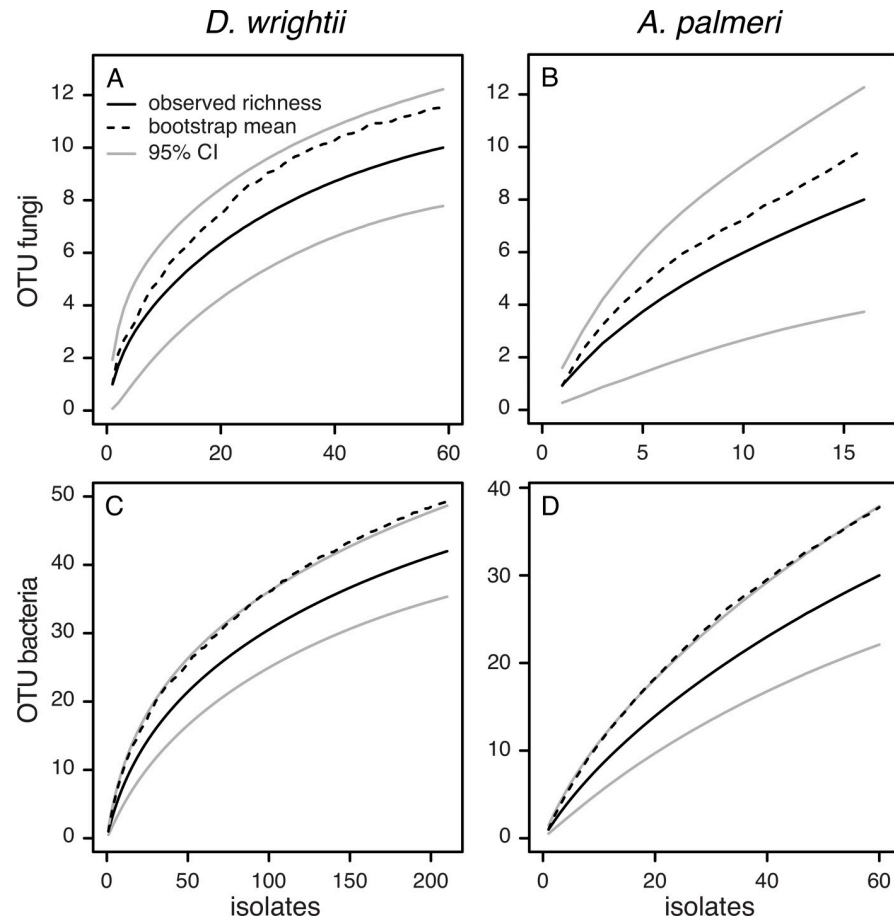 D. wrightii
A. palmeri
A
observed richness
bootstrap mean
95% CI
OTU fungi
12
10
8
6
4
2
0
0 20 40 60
B
12
10
8
6
4
2
0
0 5 10 15
C
OTU bacteria
50
40
30
20
10
0
0 50 100 150 200
isolates
D
40
30
20
10
0
0 20 40 60
isolates